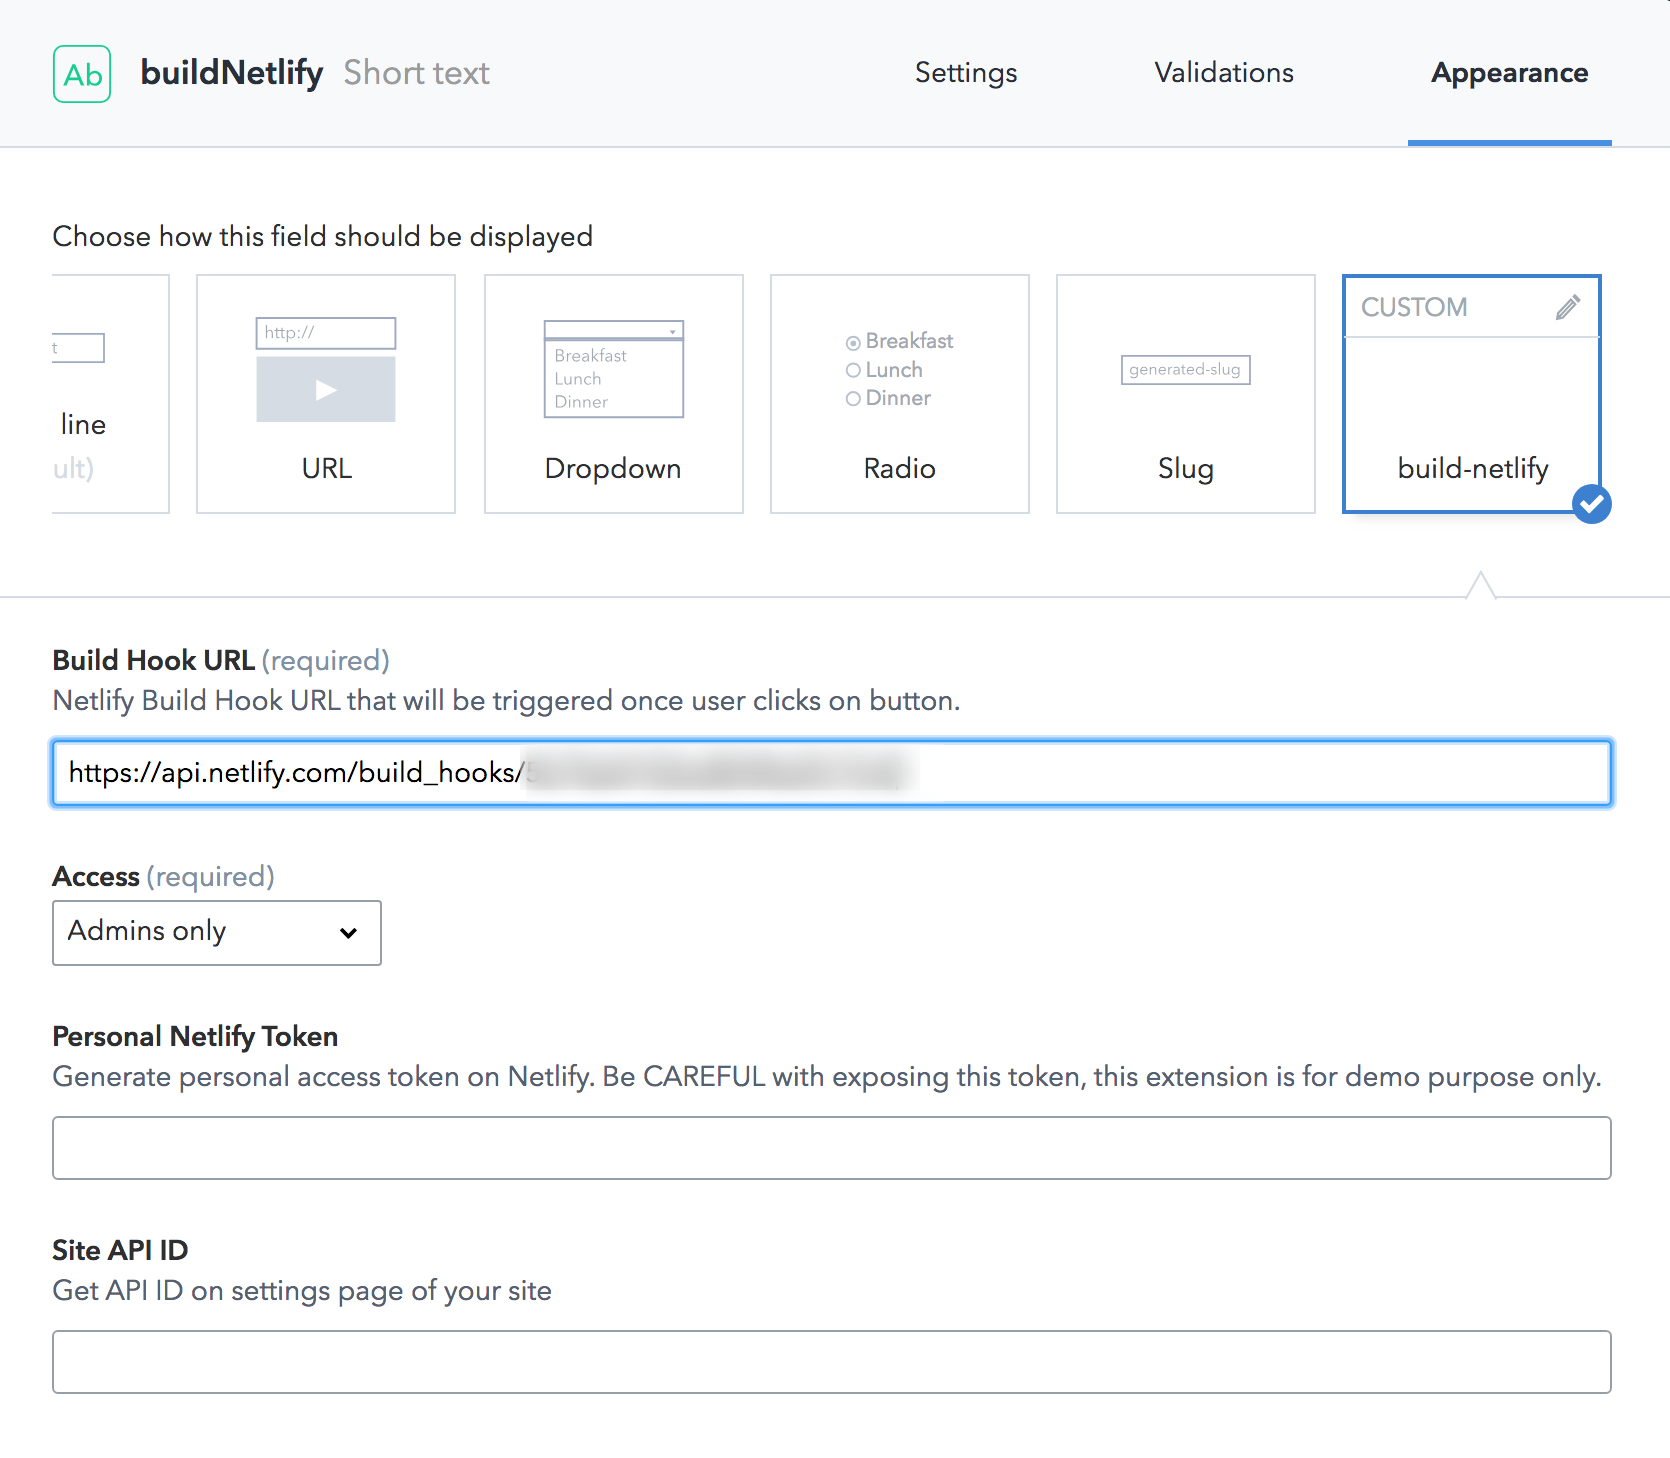 Ab buildNetlify Short text Settings Validations Appearance
Choose how this field should be displayed
t
line
ult)
http://
URL
Breakfast
Lunch
Dinner
Dropdown
Breakfast
Lunch
Dinner
Radio
generated-slug
Slug
CUSTOM
build-netlify
Build Hook URL (required)
Netlify Build Hook URL that will be triggered once user clicks on button.
https://api.netlify.com/build_hooks/
Access (required)
Admins only
Personal Netlify Token
Generate personal access token on Netlify. Be CAREFUL with exposing this token, this extension is for demo purpose only.
Site API ID
Get API ID on settings page of your site